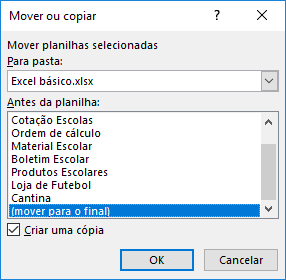 Mover ou copiar
Mover planilhas selecionadas
Para pasta:
Excel básico.xlsx
Antes da planilha:
Cotação Escolas
Ordem de cálculo
Material Escolar
Boletim Escolar
Produtos Escolares
Loja de Futebol
Cantina
(mover para o final)
Criar uma cópia
OK
Cancelar